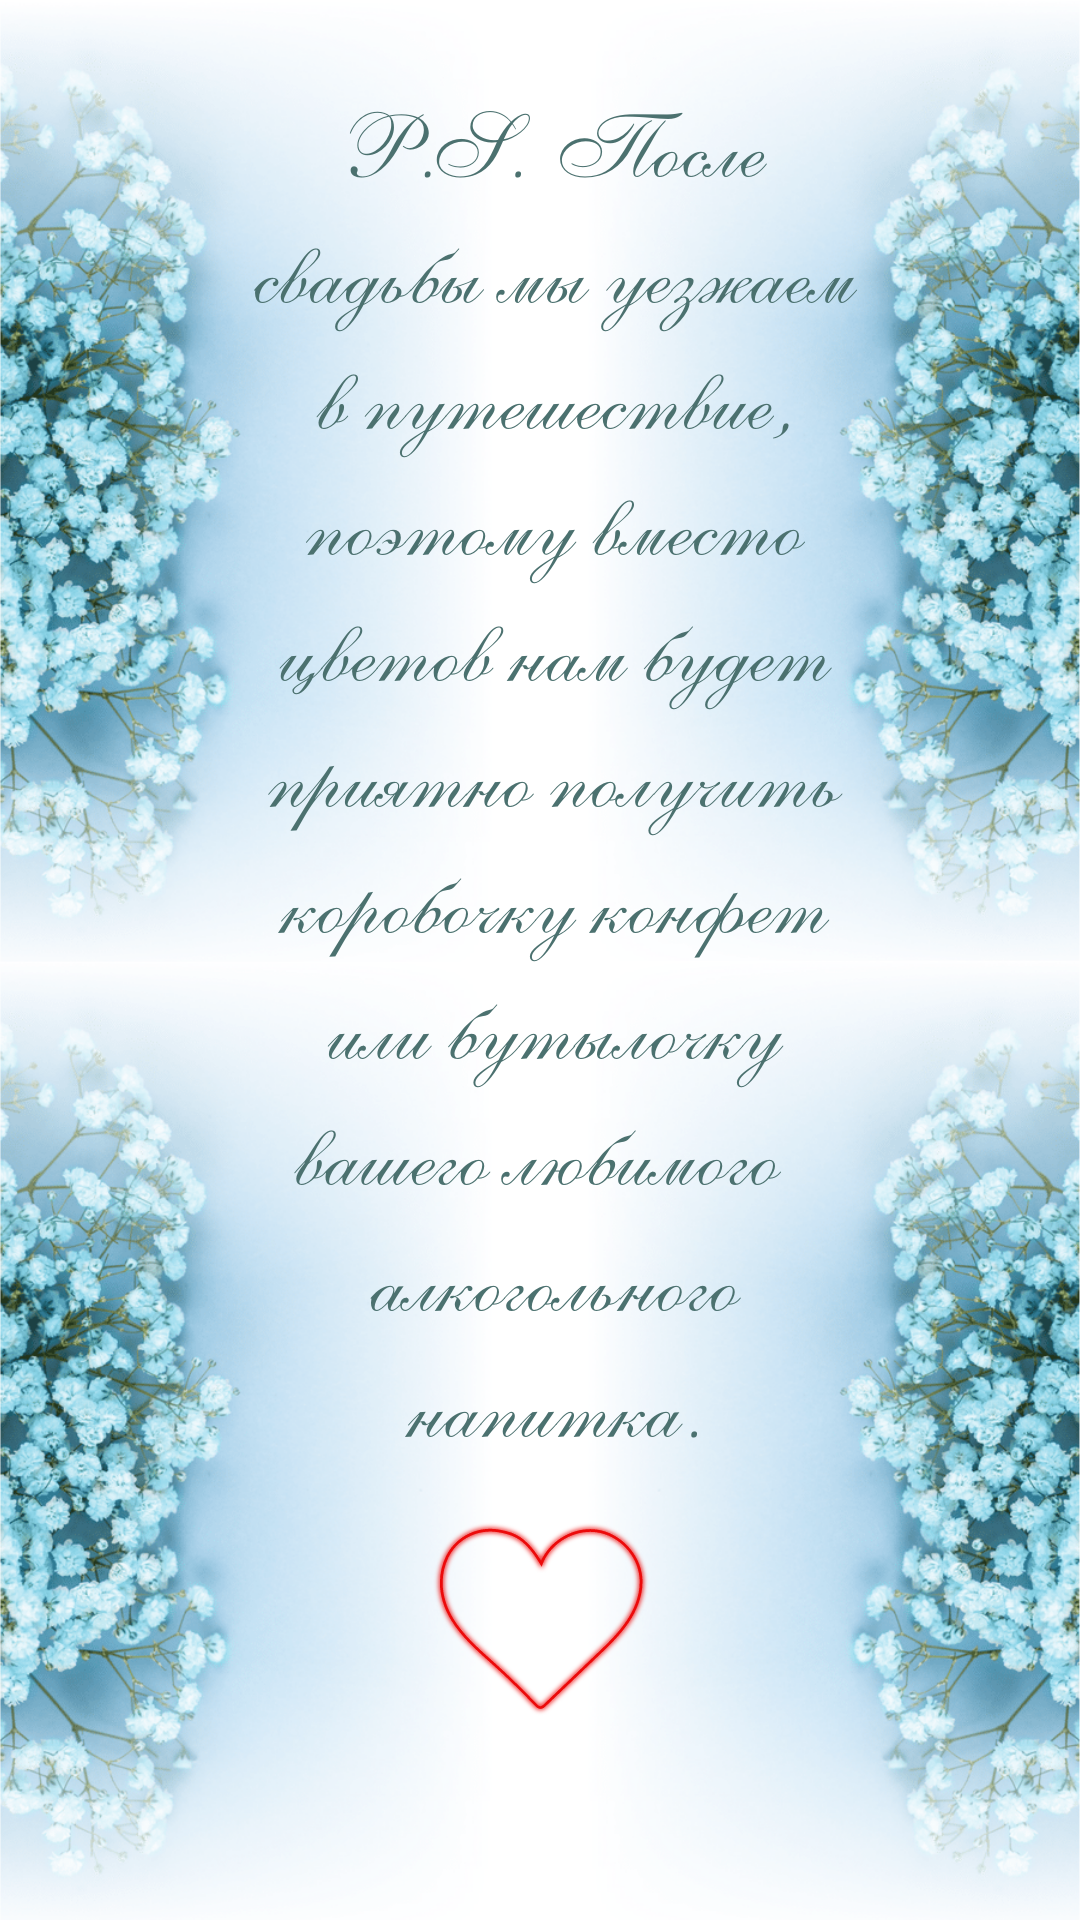 P.S. После
свадьбы мы уезжаем
в путешествие,
поэтому вместо
цветов нам будет
приятно получить
коробочку конфет
или бутылочку
вашего любимого
алкогольного
напитка.